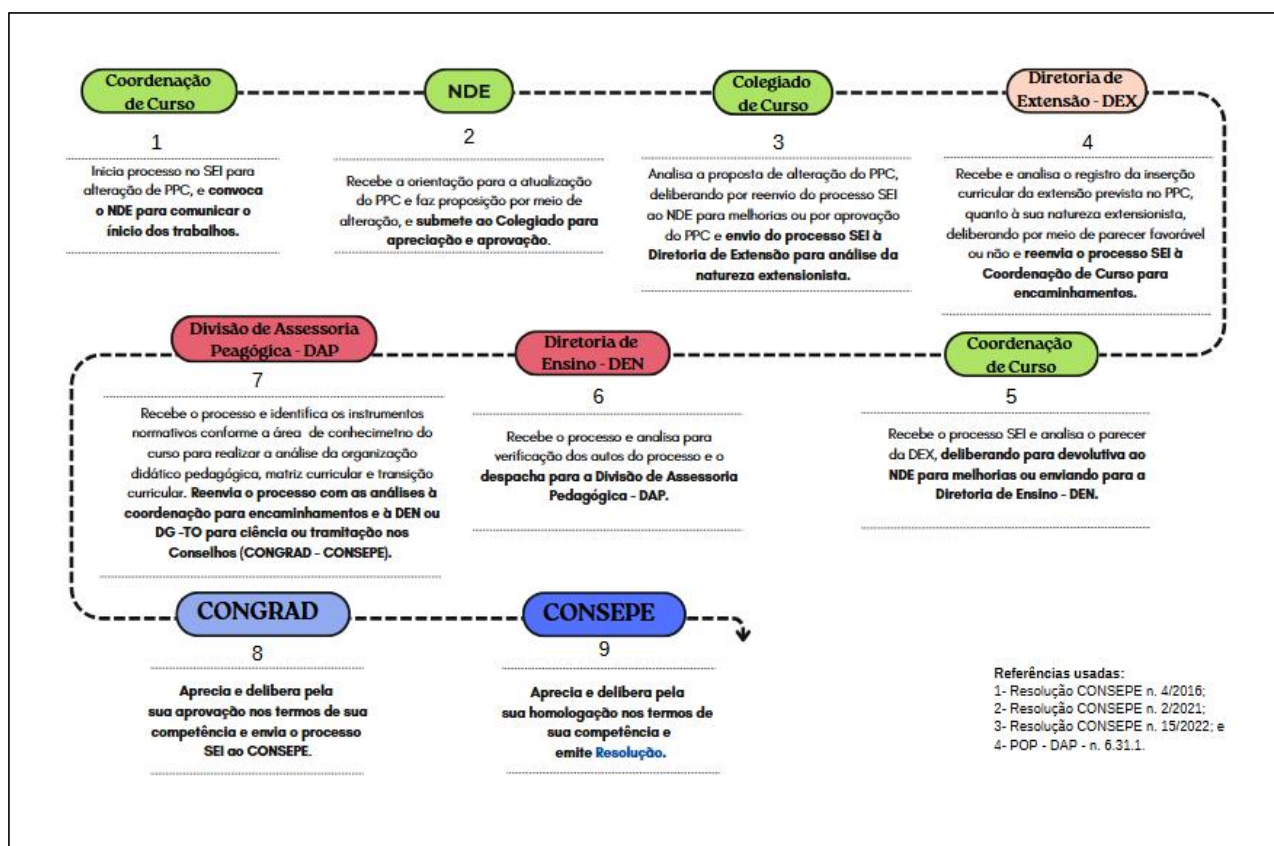 Coordenação
de Curso
1
Inicia processo no SEI para
alteração de PPC, e convoca
o NDE para comunicar o
ínicio dos trabalhos.
NDE
2
Recebe a orientação para a atualização
do PPC e faz proposição por meio de
alteração, e submete ao Colegiado para
apreciação e aprovação.
Colegiado
de Curso
3
Analisa a proposta de alteração do PPC,
deliberando por reenvio do processo SEI
ao NDE para melhorias ou por aprovação
do PPC e envio do processo SEI à
Diretoria de Extensão para análise da
natureza extensionista.
Diretoria de
Extensão - DEX
4
Recebe e analisa o registro da inserção
curricular da extensão prevista no PPC,
quanto à sua natureza extensionista,
deliberando por meio de parecer favorável
ou não e reenvia o processo SEI à
Coordenação de Curso para
encaminhamentos.
Coordenação
de Curso
5
Recebe o processo SEI e analisa o parecer
da DEX, deliberando para devolutiva ao
NDE para melhorias ou enviando para a
Diretoria de Ensino - DEN.
Diretoria de
Ensino - DEN
6
Recebe o processo e analisa para
verificação dos autos do processo e o
despacha para a Divisão de Assessoria
Pedagógica - DAP.
Divisão de Assessoria
Peagógica - DAP
7
Recebe o processo e identifica os instrumentos
normativos conforme a área de conhecimetno do
curso para realizar a análise da organização
didático pedagógica, matriz curricular e transição
curricular. Reenvia o processo com as análises à
coordenação para encaminhamentos e à DEN ou
DG -TO para ciência ou tramitação nos
Conselhos (CONGRAD - CONSEPE).
CONGRAD
8
Aprecia e delibera pela
sua aprovação nos termos de sua
competência e envia o processo
SEI ao CONSEPE.
CONSEPE
9
Aprecia e delibera pela
sua homologação nos termos de
sua competência e
emite Resolução.
Referências usadas:
1- Resolução CONSEPE n. 4/2016;
2- Resolução CONSEPE n. 2/2021;
3- Resolução CONSEPE n. 15/2022; e
4- POP - DAP - n. 6.31.1.